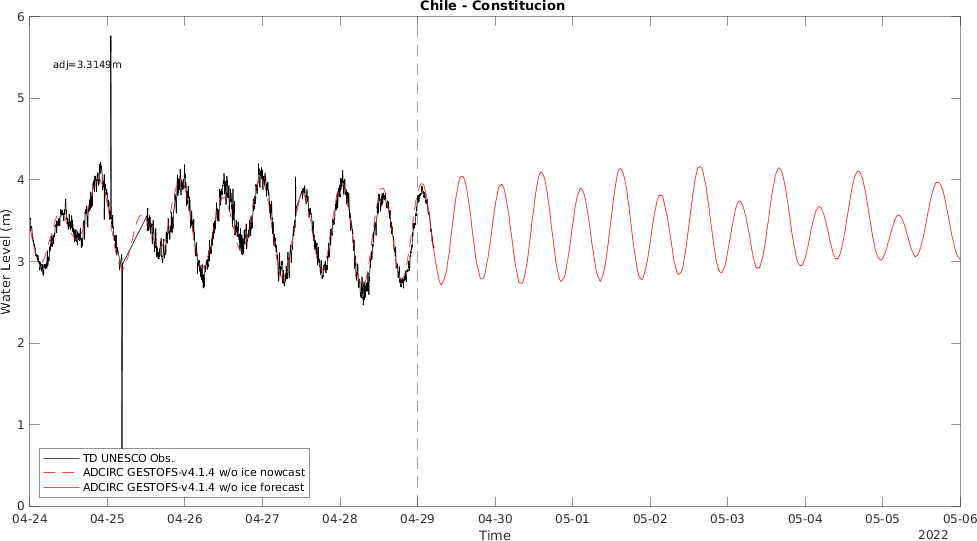 Chile - Constitucion
6
adj=3.3149m
5
4
3
2
1
0
Water Level (m)
TD UNESCO Obs.
ADCIRC GESTOFS-v4.1.4 w/o ice nowcast
ADCIRC GESTOFS-v4.1.4 w/o ice forecast
04-24 04-25 04-26 04-27 04-28 04-29 04-30 05-01 05-02 05-03 05-04 05-05 05-06
Time
2022